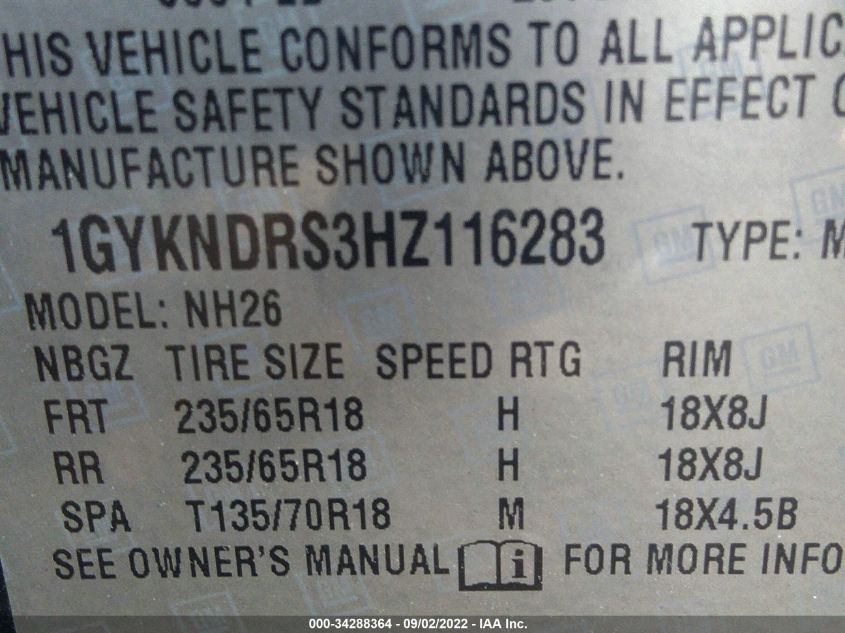 HIS VEHICLE CONFORMS TO ALL APPLIC
VEHICLE SAFETY STANDARDS IN EFFECT O
MANUFACTURE SHOWN ABOVE.
1GYKNDRS3HZ116283 TYPE: M
MODEL: NH26
NBGZ TIRE SIZE SPEED RTG RIM
FRT 235/65R18 H 18X8J
RR 235/65R18 H 18X8J
SPA T135/70R18 M 18X4.5B
SEE OWNER'S MANUAL i FOR MORE INFO
000-34288364 - 09/02/2022 - IAA Inc.